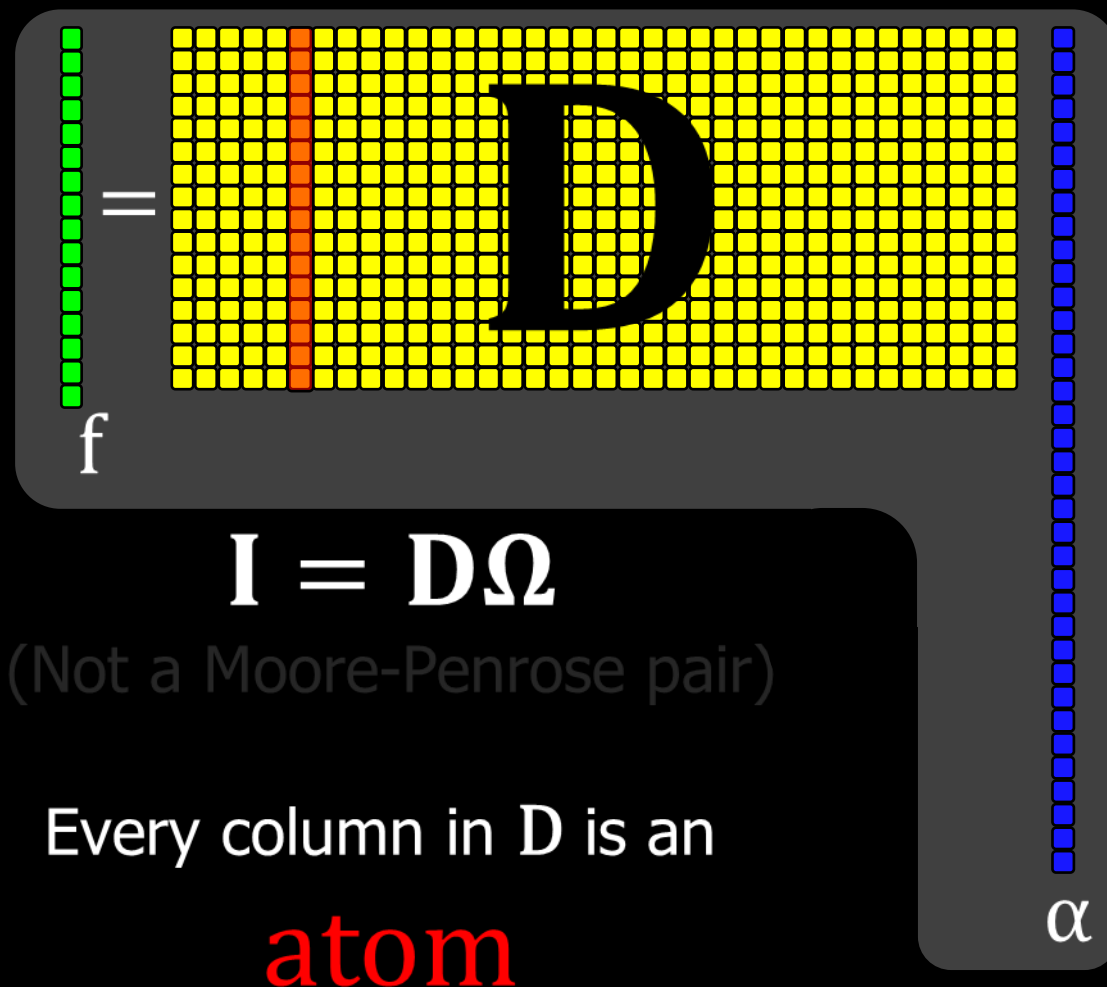 =
D
f
I = DΩ
(Not a Moore-Penrose pair)
Every column in D is an
atom
α